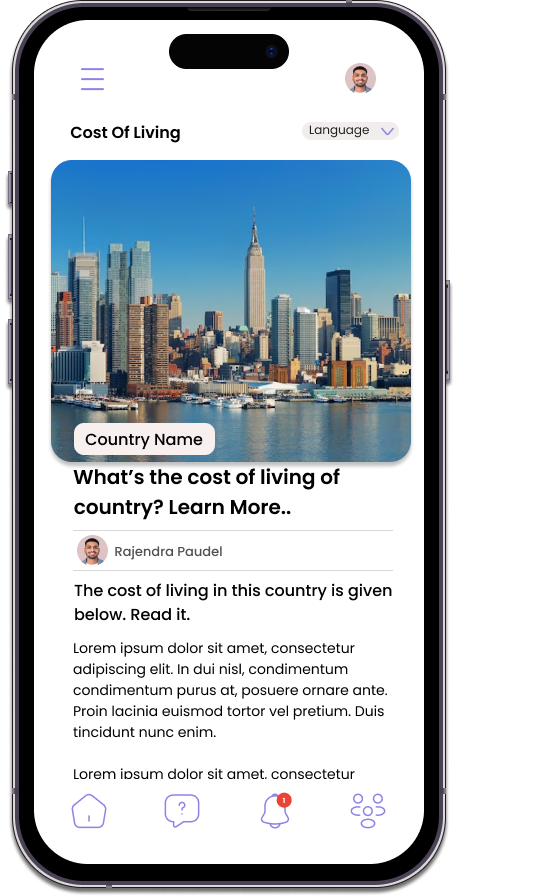 Cost Of Living
Language
Country Name
What's the cost of living of
country? Learn More..
Rajendra Paudel
The cost of living in this country is given
below. Read it.
Lorem ipsum dolor sit amet, consectetur
adipiscing elit. In dui nisl, condimentum
condimentum purus at, posuere ornare ante.
Proin lacinia euismod tortor vel pretium. Duis
tincidunt nunc enim.
Lorem ipsum dolor sit amet, consectetur
?
1